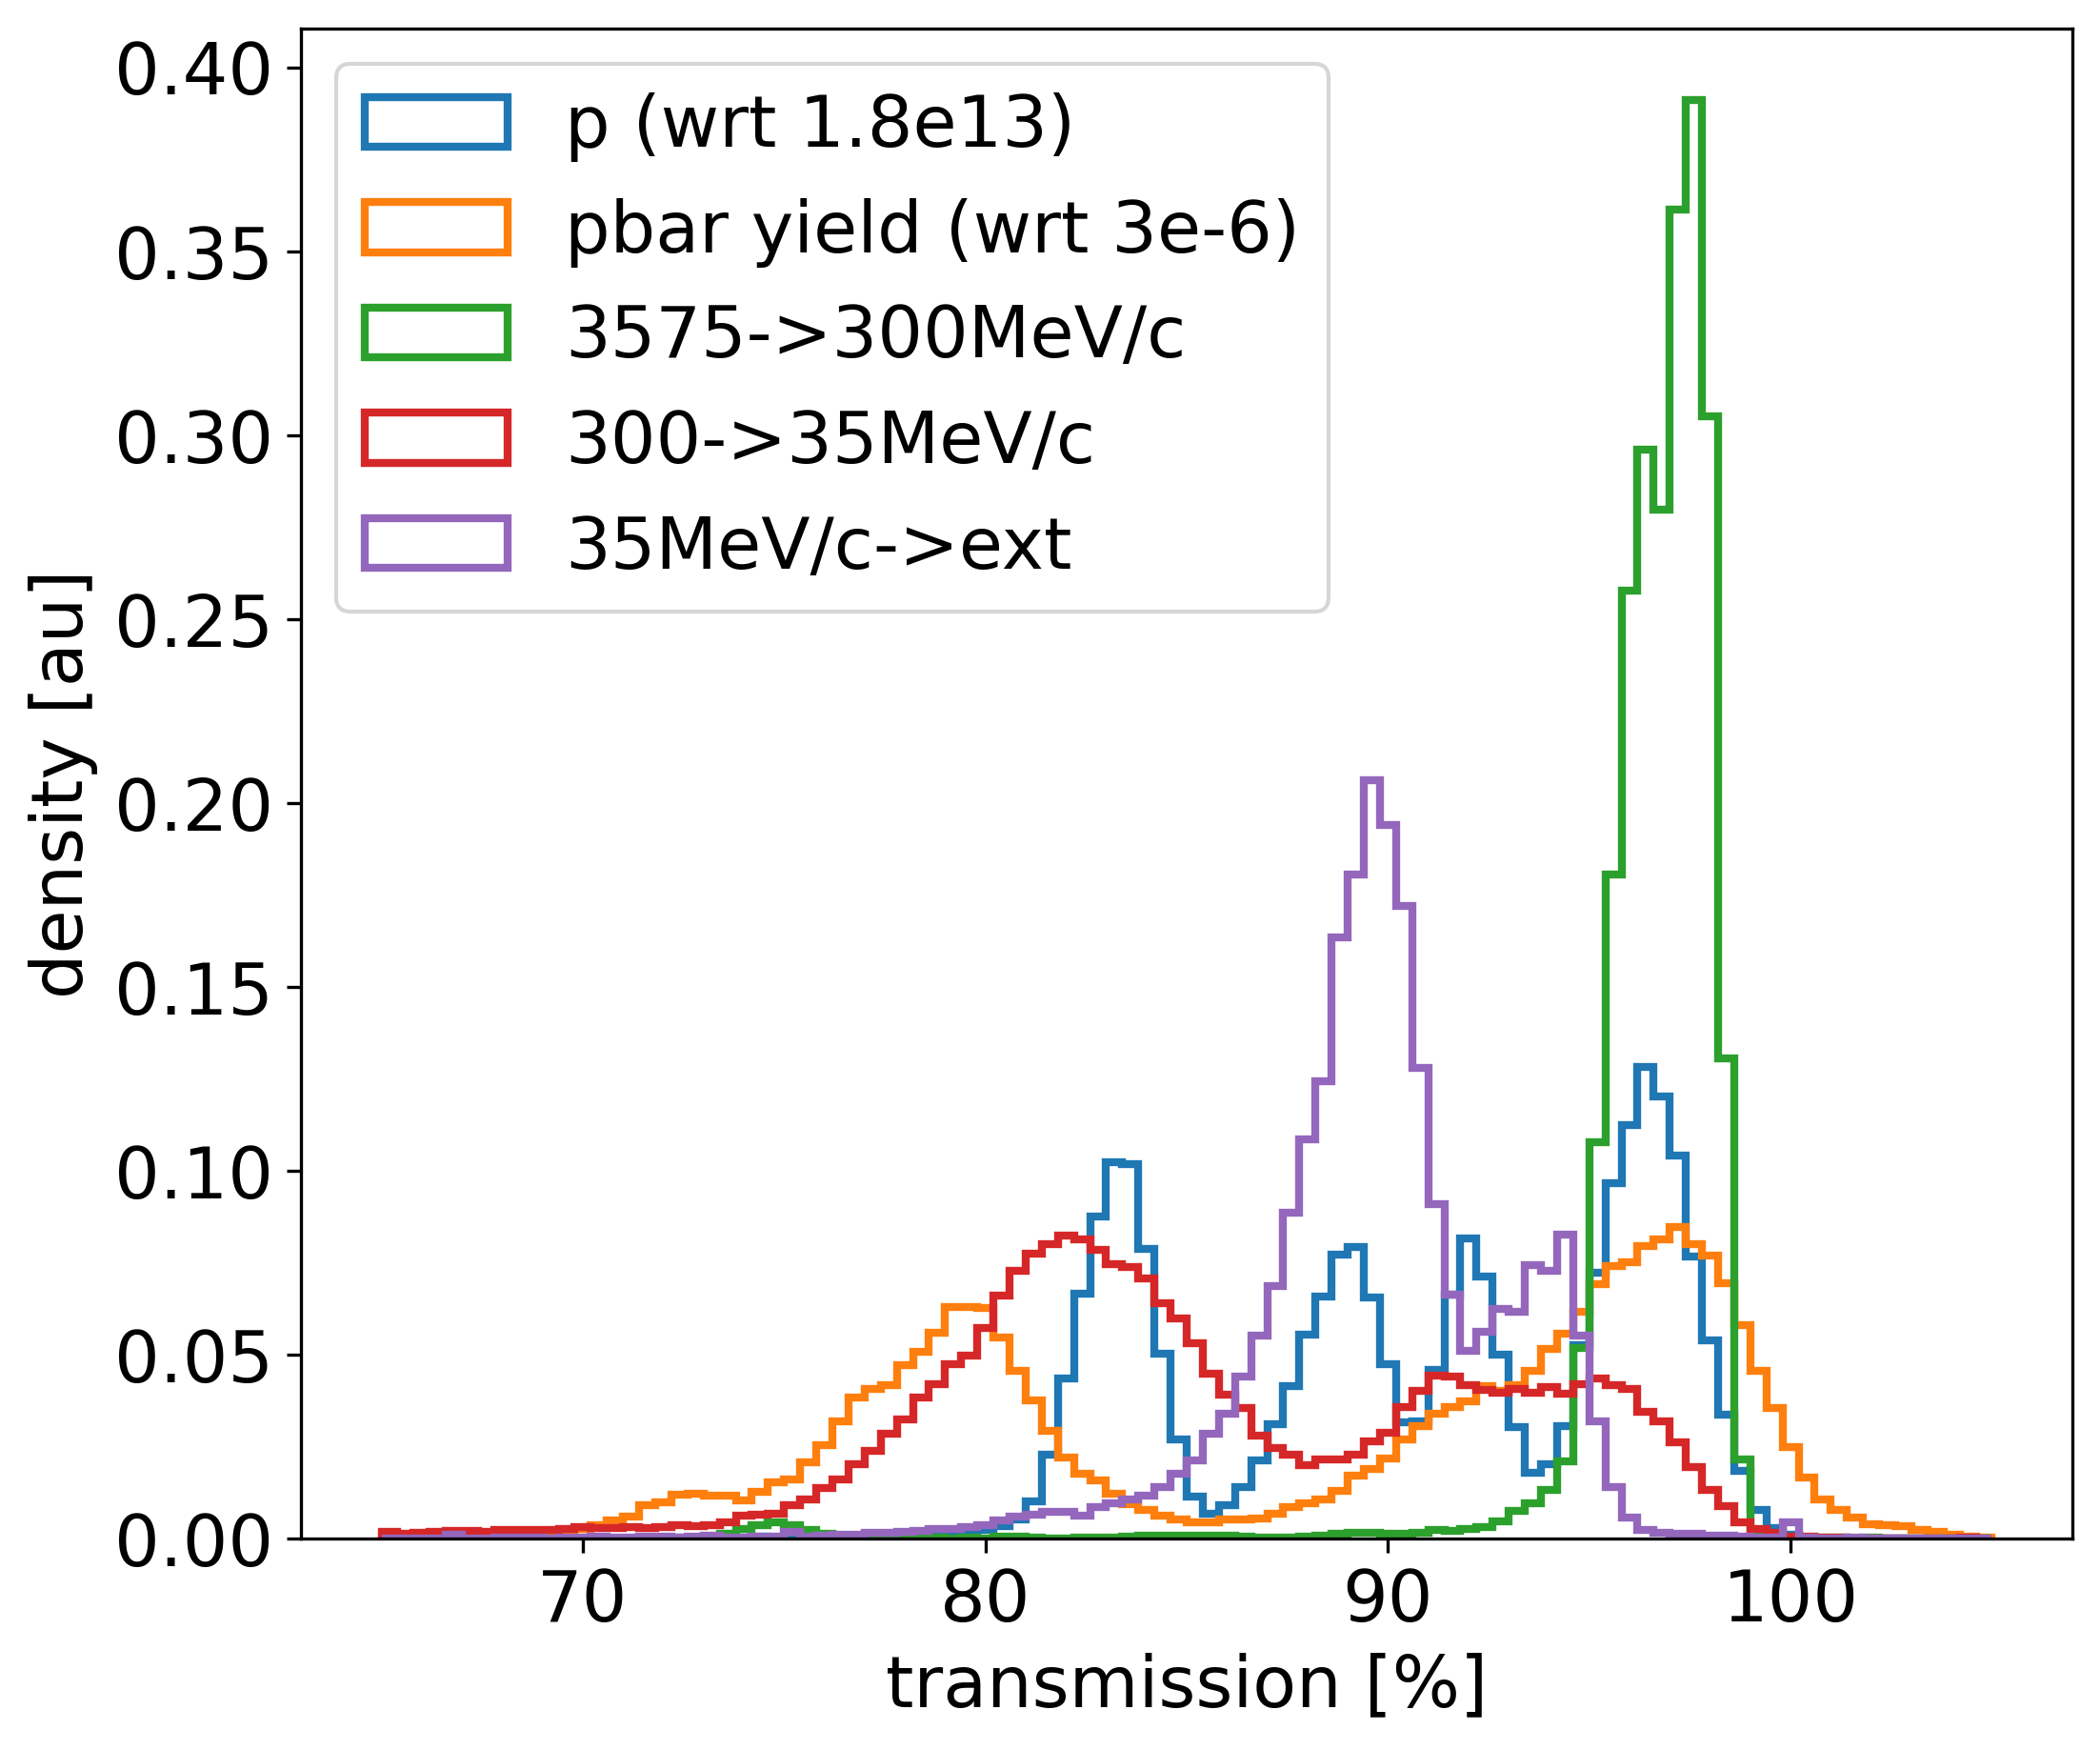 0.40
0.35
0.30
0.25
0.20
0.15
0.10
0.05
0.00
density [au]
p (wrt 1.8e13)
pbar yield (wrt 3e-6)
3575->300MeV/c
300->35MeV/c
35MeV/c->ext
70
80
90
100
transmission [%]